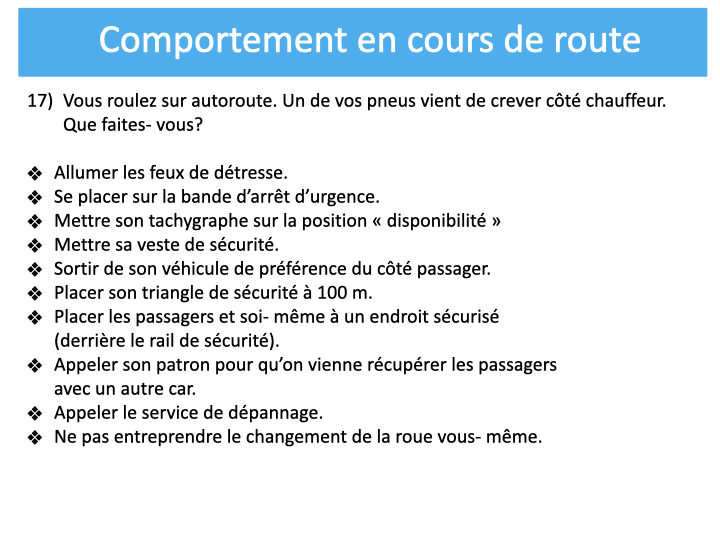 Comportement en cours de route
17) Vous roulez sur autoroute. Un de vos pneus vient de crever côté chauffeur.
Que faites- vous?
❖ Allumer les feux de détresse.
❖ Se placer sur la bande d’arrêt d’urgence.
❖ Mettre son tachygraphe sur la position « disponibilité »
❖ Mettre sa veste de sécurité.
❖ Sortir de son véhicule de préférence du côté passager.
❖ Placer son triangle de sécurité à 100 m.
❖ Placer les passagers et soi- même à un endroit sécurisé
(derrière le rail de sécurité).
❖ Appeler son patron pour qu’on vienne récupérer les passagers
avec un autre car.
❖ Appeler le service de dépannage.
❖ Ne pas entreprendre le changement de la roue vous- même.